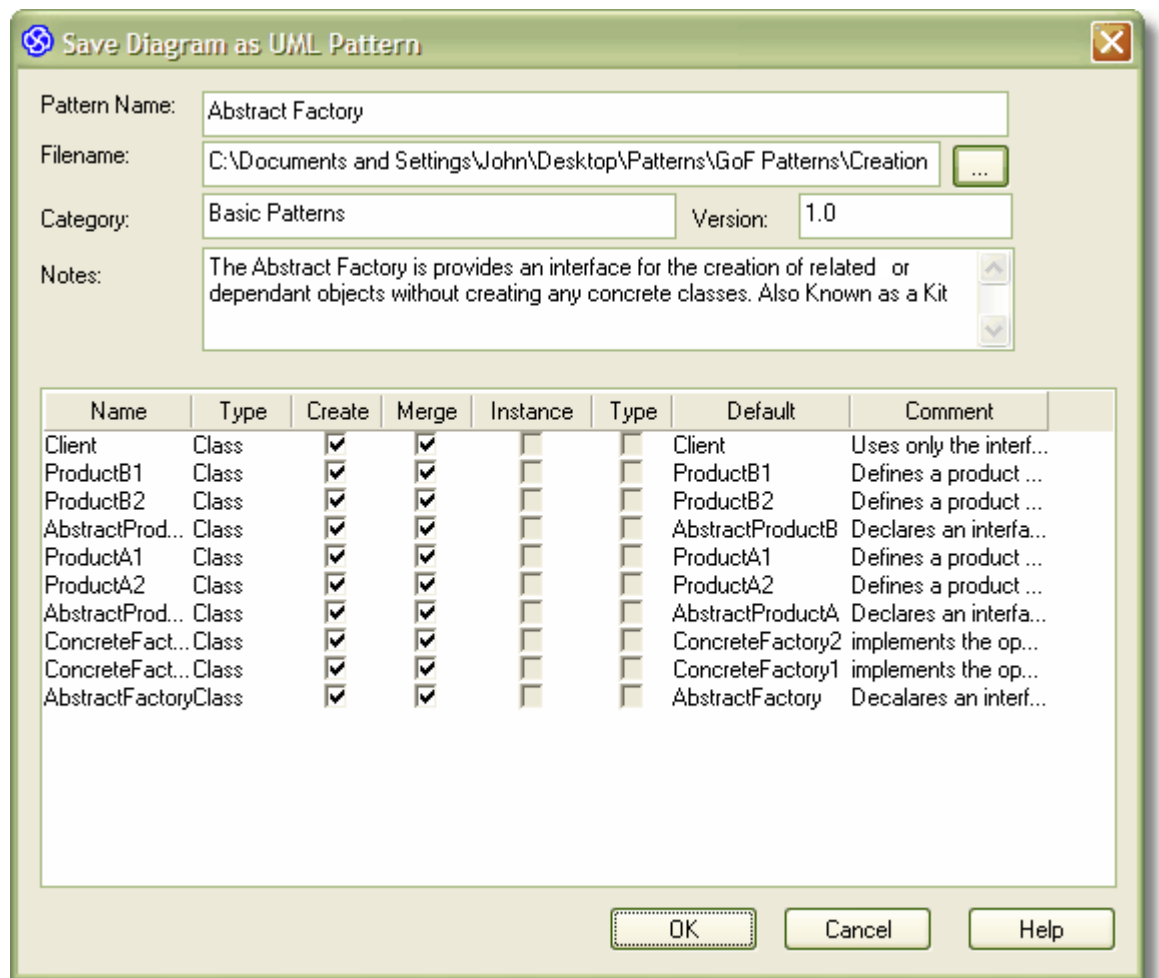 Save Diagram as UML Pattern
Pattern Name: Abstract Factory
Filename: C:\Documents and Settings\John\Desktop\Patterns\GoF Patterns\Creation ...
Category: Basic Patterns Version: 1.0
Notes: The Abstract Factory is provides an interface for the creation of related or
dependant objects without creating any concrete classes. Also Known as a Kit
Name Type Create Merge Instance Type Default Comment
Client Class Client Uses only the interf...
ProductB1 Class ProductB1 Defines a product ...
ProductB2 Class ProductB2 Defines a product ...
AbstractProd... Class AbstractProductB Declares an interfa...
ProductA1 Class ProductA1 Defines a product ...
ProductA2 Class ProductA2 Defines a product ...
AbstractProd... Class AbstractProductA Declares an interfa...
ConcreteFact... Class ConcreteFactory2 implements the op...
ConcreteFact... Class ConcreteFactory1 implements the op...
AbstractFactory Class AbstractFactory Decalares an interf...
OK Cancel Help